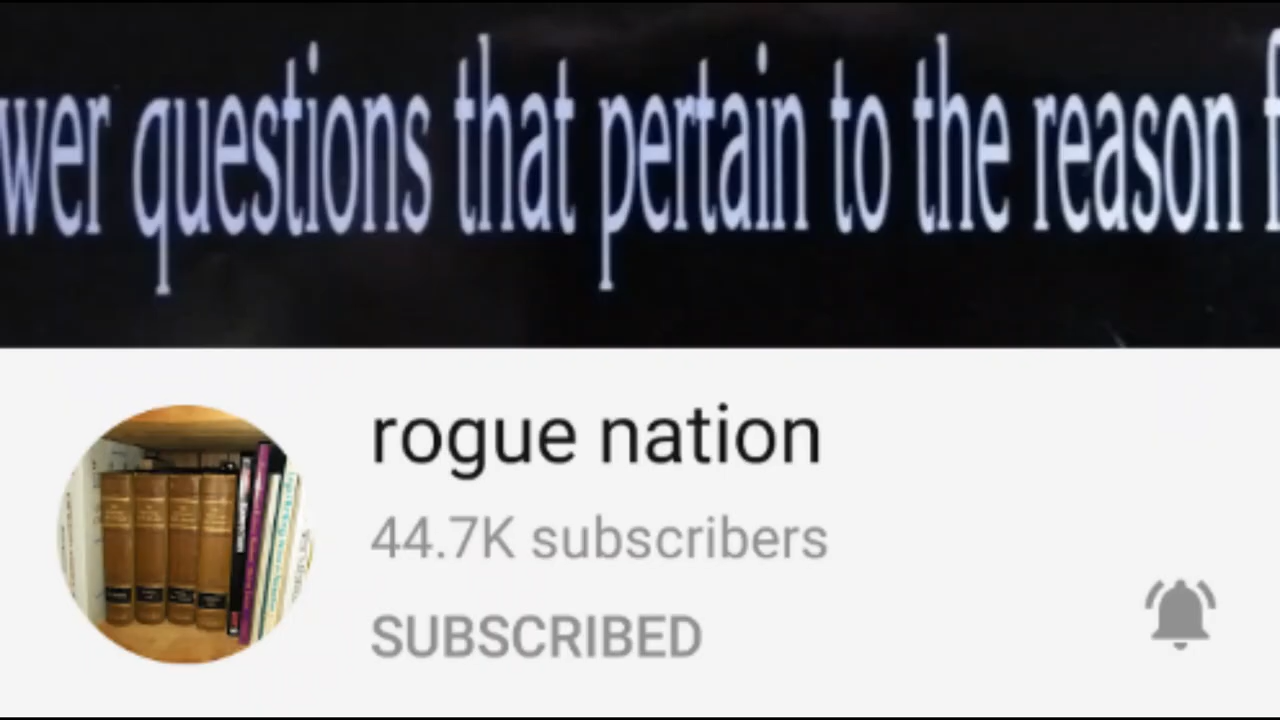 wer questions that pertain to the reason f
rogue nation
44.7K subscribers
SUBSCRIBED